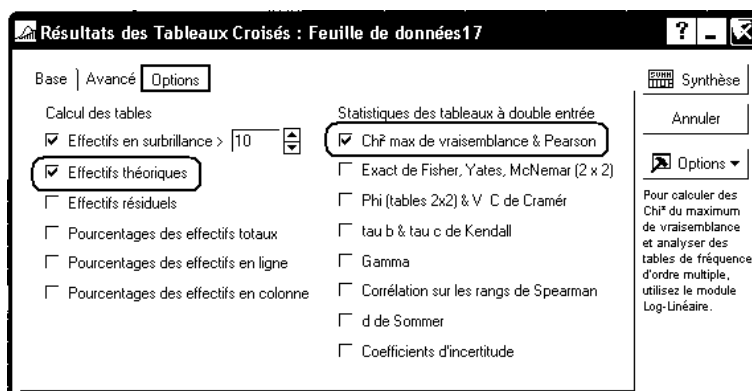 Résultats des Tableaux Croisés : Feuille de données17
? _ X
Base Avancé Options
Calcul des tables
Effectifs en surbrillance > 10
Effectifs théoriques
Effectifs résiduels
Pourcentages des effectifs totaux
Pourcentages des effectifs en ligne
Pourcentages des effectifs en colonne
Statistiques des tableaux à double entrée
Chi² max de vraisemblance & Pearson
Exact de Fisher, Yates, McNemar (2 x 2)
Phi (tables 2x2) & V C de Cramér
tau b & tau c de Kendall
Gamma
Corrélation sur les rangs de Spearman
d de Sommer
Coefficients d'incertitude
SUMM
Synthèse
Annuler
Options
Pour calculer des
Chi² du maximum
de vraisemblance
et analyser des
tables de fréquence
d'ordre multiple,
utilisez le module
Log-Linéaire.